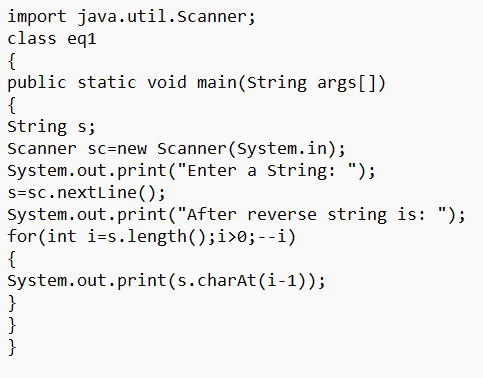 import java.util.Scanner;
class eq1
{
public static void main(String args[])
{
String s;
Scanner sc=new Scanner(System.in);
System.out.print("Enter a String: ");
s=sc.nextLine();
System.out.print("After reverse string is: ");
for(int i=s.length();i>0;--i)
{
System.out.print(s.charAt(i-1));
}
}
}